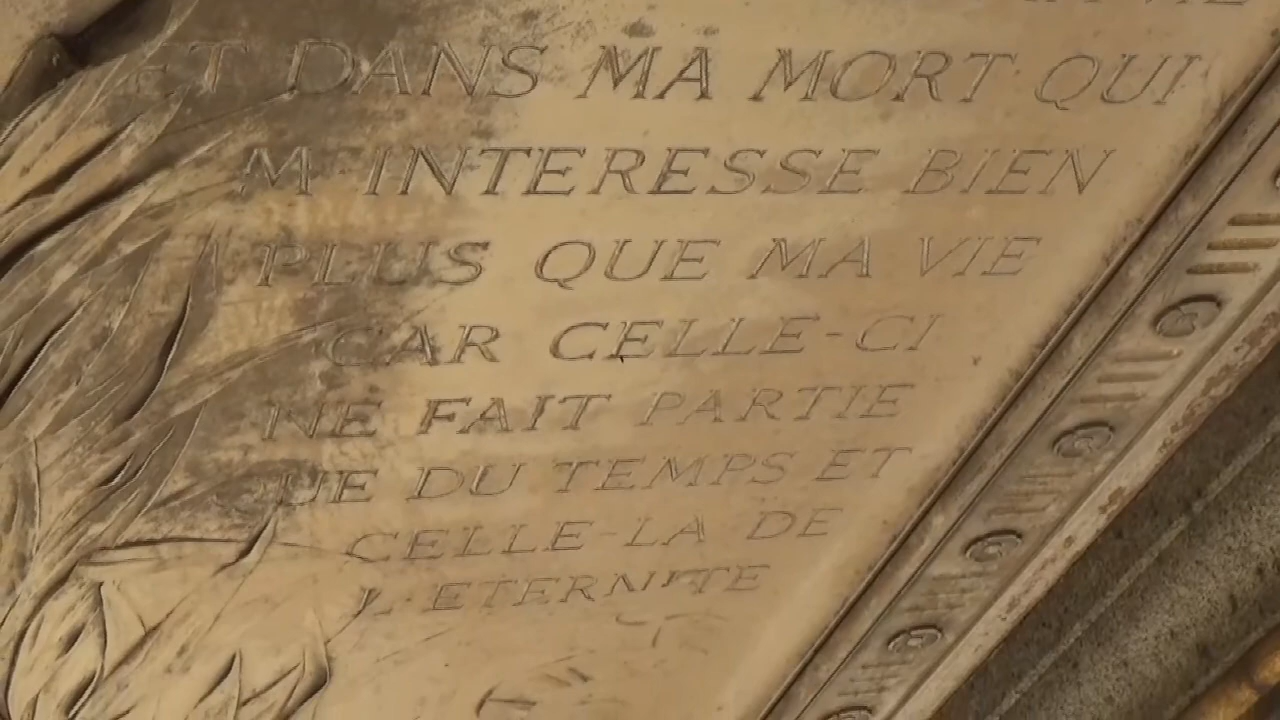 ET DANS MA MORT QUI
M INTERESSE BIEN
PLUS QUE MA VIE
CAR CELLE-CI
NE FAIT PARTIE
QUE DU TEMPS ET
CELLE-LA DE
L'ETERNITE